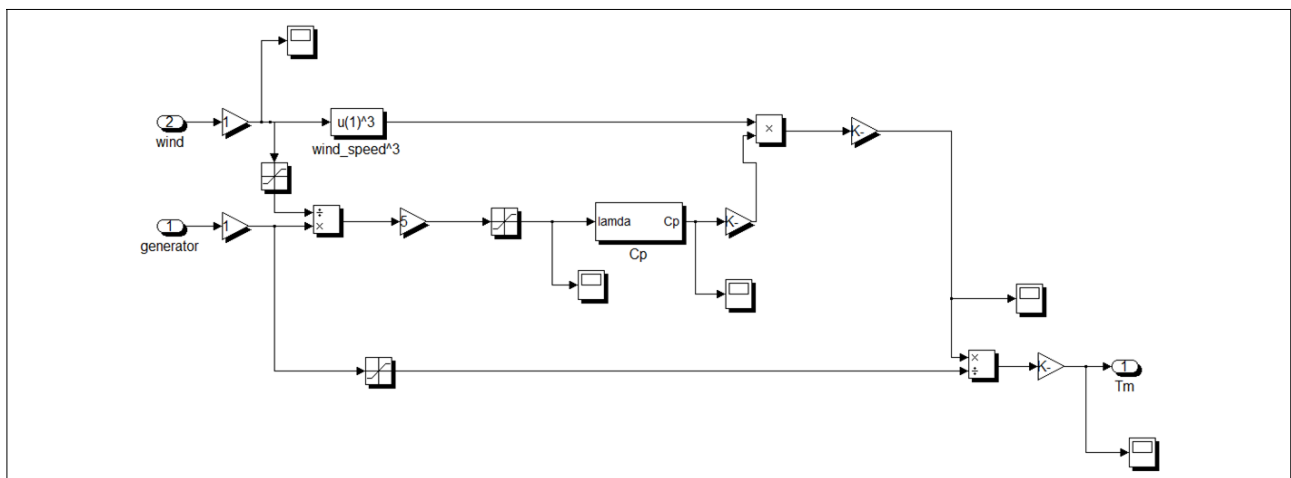 2
wind
1
u(1)^3
wind_speed^3
×
K-
1
generator
1
÷
×
5
lamda
Cp
Cp
K-
×
÷
K-
1
Tm